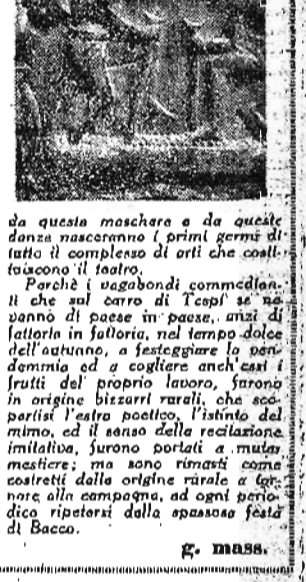 da queste maschere e da queste
danze nasceranno i primi germi di
tutto il complesso di arti che costi-
tuiscono il teatro.
Perchè i vagabondi commedian-
ti che sul carro di Tespi se ne
vanno di paese in paese, anzi di
fattoria in fattoria, nel tempo dolce
dell'autunno, a festeggiare la ven-
demmia ed a cogliere anch'essi i
frutti del proprio lavoro, furono
in origine bizzarri rurali, che sco-
pertisi l'estro poetico, l'istinto del
mimo, ed il senso della recitazione
imitativa, furono portati a mutar
mestiere; ma sono rimasti come
costretti dalla origine rurale a tor-
nare alla campagna, ad ogni perio-
dico ripetersi della spassosa festa
di Bacco.
g. mass.